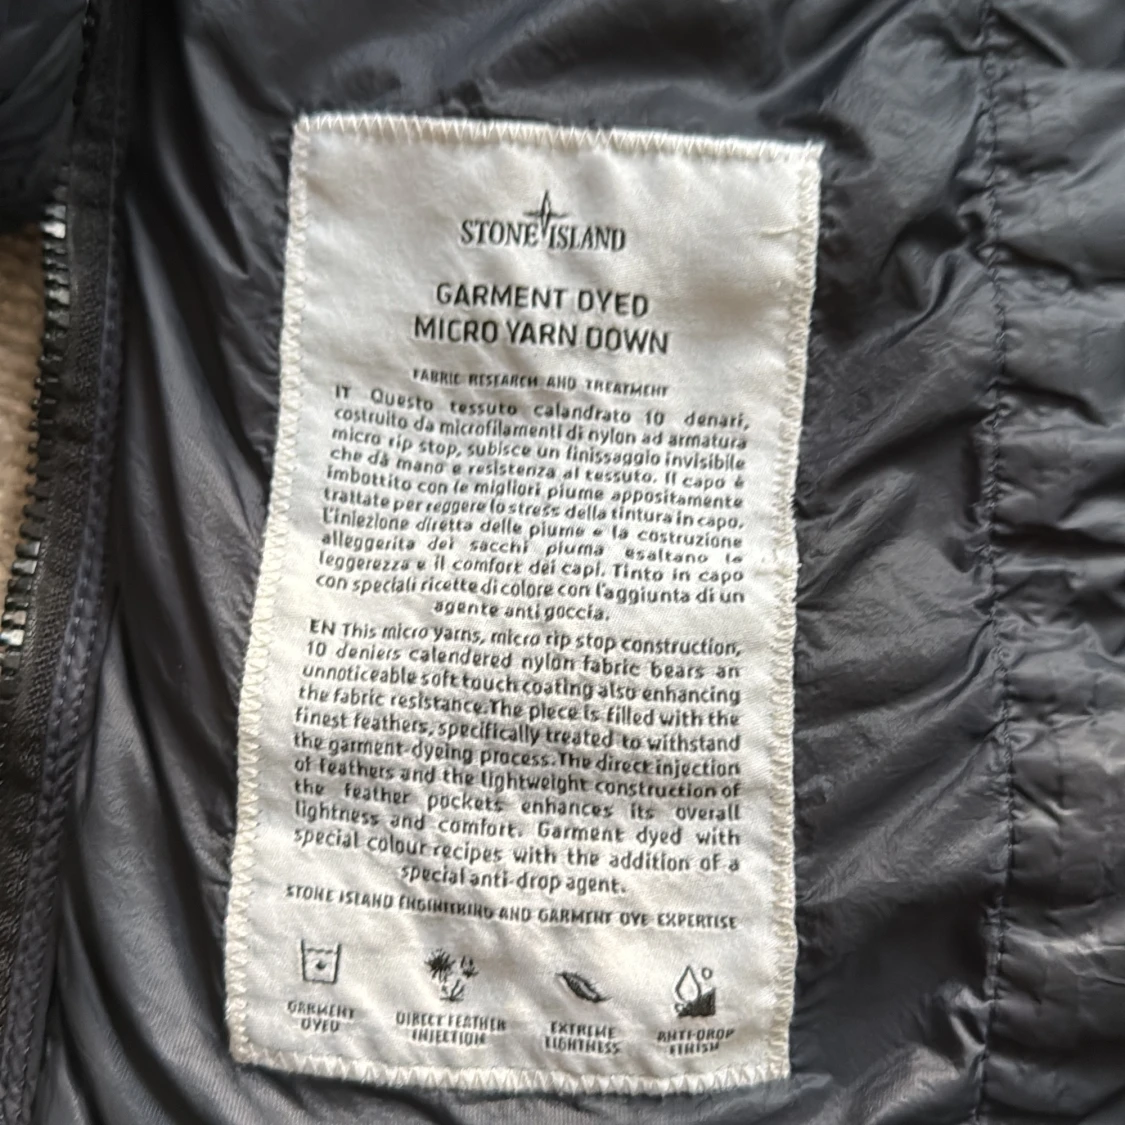 STONE ISLAND
GARMENT DYED
MICRO YARN DOWN
FABRIC RESEARCH AND TREATMENT
IT Questo tessuto calandrato 10 denari,
costruito da microfilamenti di nylon ad armatura
micro rip stop, subisce un finissaggio invisibile
che dà mano e resistenza al tessuto. Il capo è
imbottito con le migliori piume appositamente
trattate per reggere lo stress della tintura in capo.
L'iniezione diretta delle piume e la costruzione
alleggerita dei sacchi piuma esaltano la
leggerezza e il comfort dei capi. Tinto in capo
con speciali ricette di colore con l'aggiunta di un
agente anti goccia.
EN This micro yarns, micro rip stop construction,
10 deniers calendered nylon fabric bears an
unnoticeable soft touch coating also enhancing
the fabric resistance.The piece is filled with the
finest feathers, specifically treated to withstand
the garment-dyeing process.The direct injection
of feathers and the lightweight construction of
the feather pockets enhances its overall
lightness and comfort. Garment dyed with
special colour recipes with the addition of a
special anti-drop agent.
STONE ISLAND ENGINEERING AND GARMENT DYE EXPERTISE
GARMENT
DYED
DIRECT FEATHER
INJECTION
EXTREME
LIGHTNESS
ANTI-DROP
FINISH